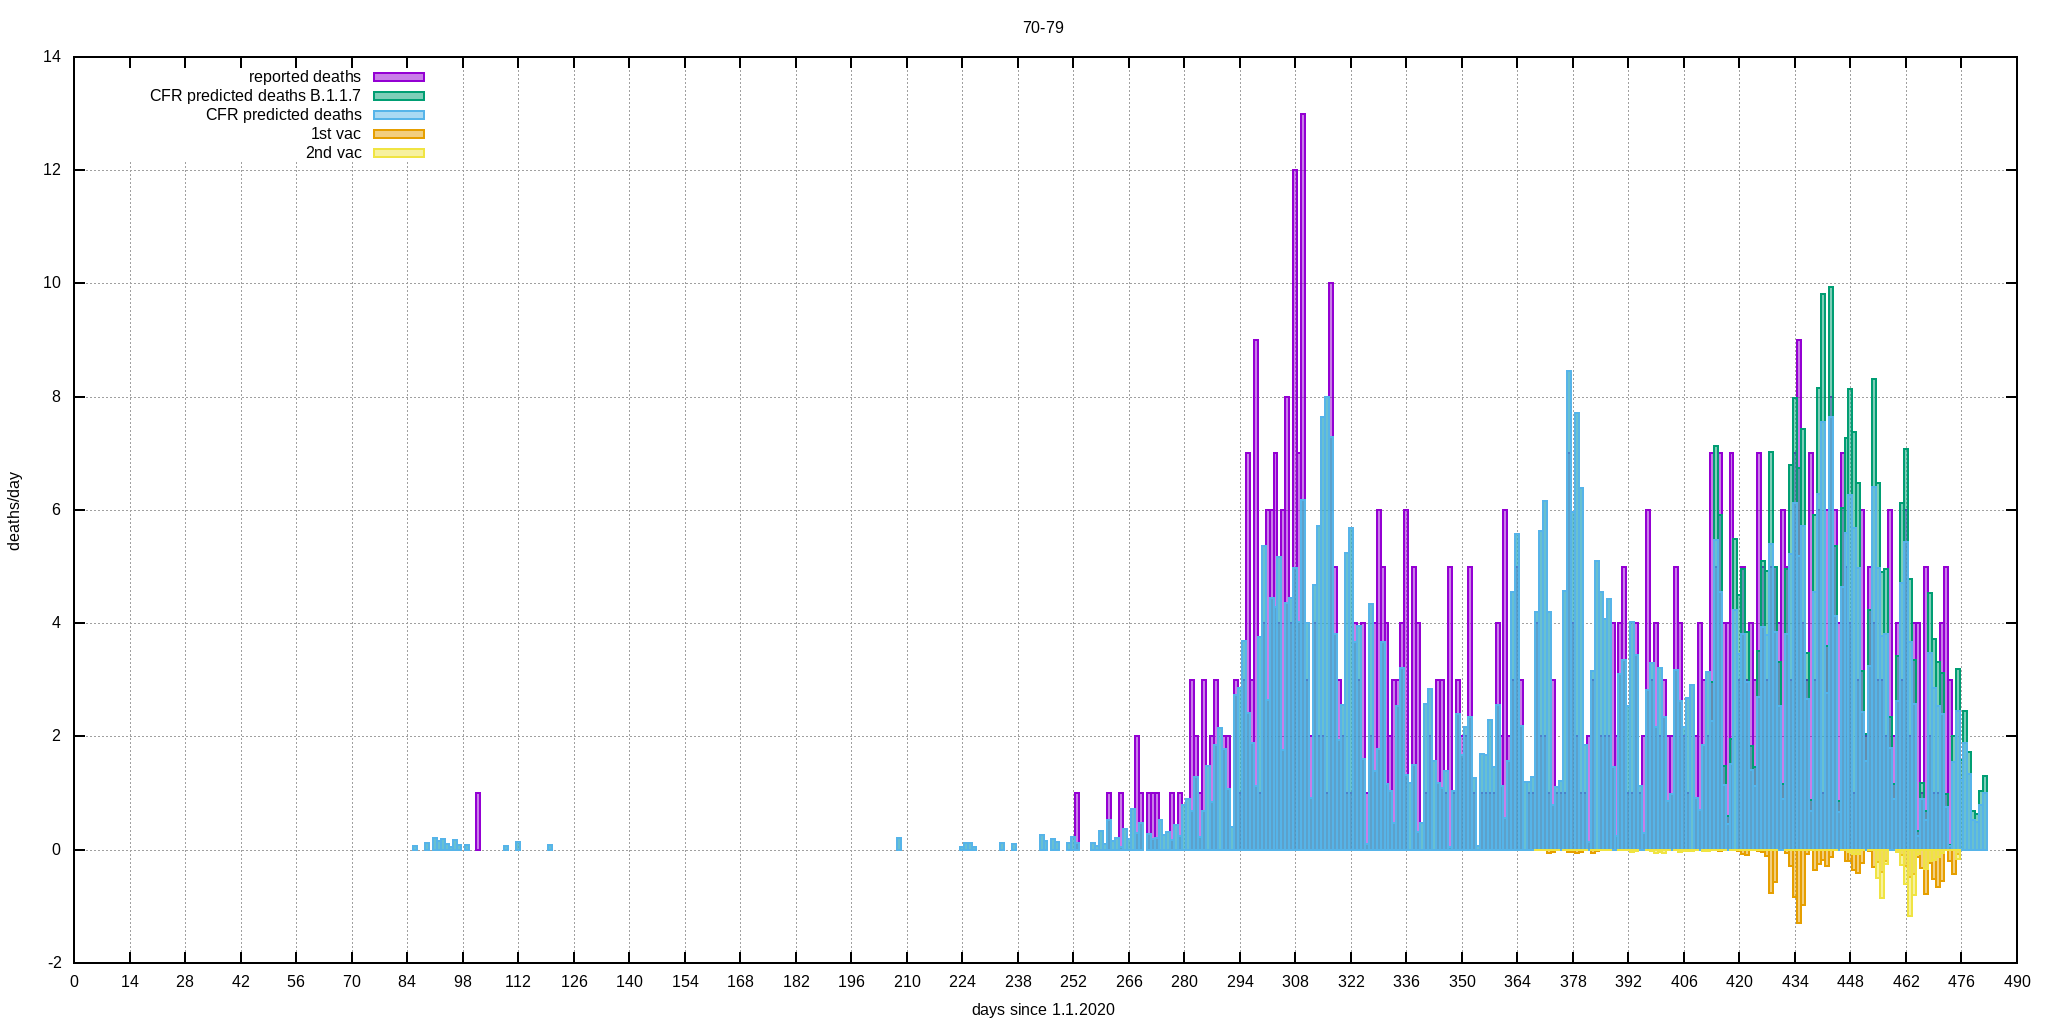 70-79
14
12
10
8
6
4
2
0
-2
deaths/day
reported deaths
CFR predicted deaths B.1.1.7
CFR predicted deaths
1st vac
2nd vac
0 14 28 42 56 70 84 98 112 126 140 154 168 182 196 210 224 238 252 266 280 294 308 322 336 350 364 378 392 406 420 434 448 462 476 490
days since 1.1.2020